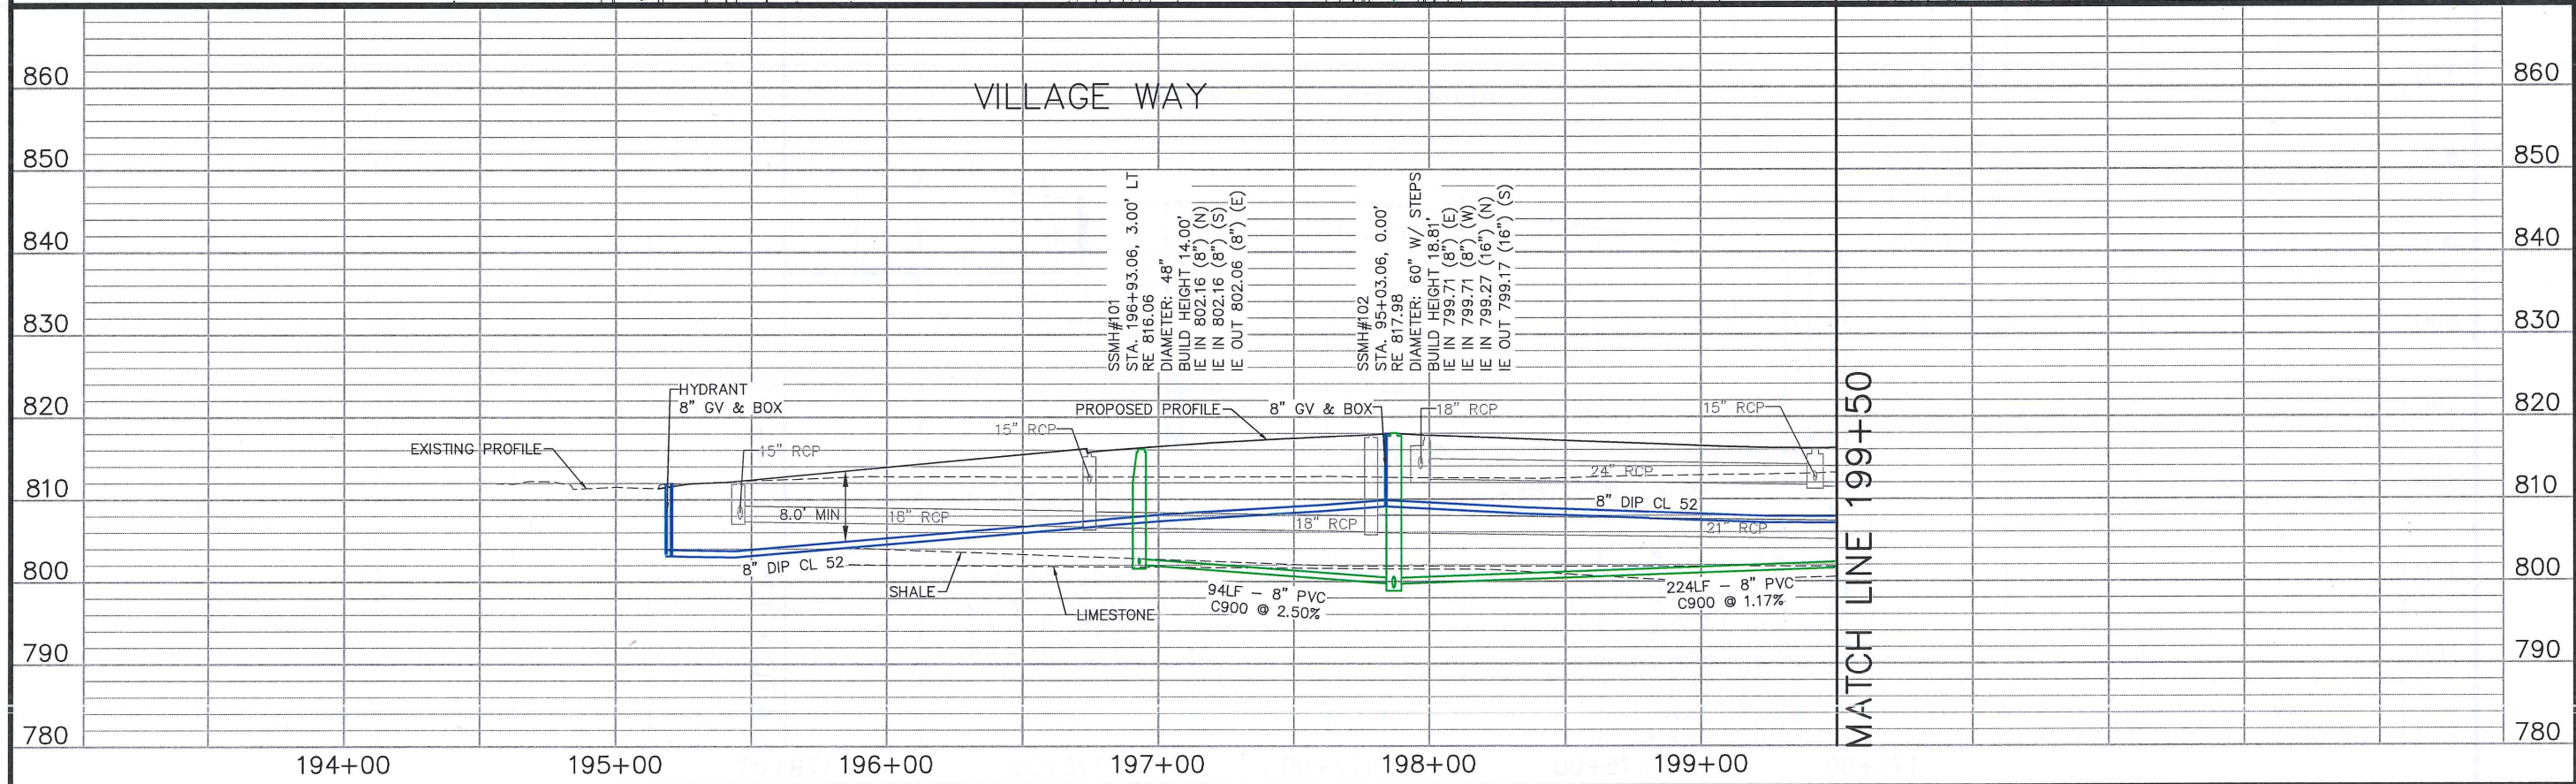 VILLAGE WAY
860
850
840
830
820
810
800
790
780
860
850
840
830
820
810
800
790
780
SSMH#101
STA. 196+93.06, 3.00' LT
RE 816.06
DIAMETER: 48"
BUILD HEIGHT 14.00'
IE IN 802.16 (8") (N)
IE IN 802.16 (8") (S)
IE OUT 802.06 (8") (E)
SSMH#102
STA. 95+03.06, 0.00'
RE 817.98
DIAMETER: 60" W/ STEPS
BUILD HEIGHT 18.81'
IE IN 799.71 (8") (E)
IE IN 799.71 (8") (W)
IE IN 799.27 (16") (N)
IE OUT 799.17 (16") (S)
HYDRANT
8" GV & BOX
EXISTING PROFILE
15" RCP
15" RCP
PROPOSED PROFILE
8" GV & BOX
18" RCP
15" RCP
24" RCP
8.0' MIN
18" RCP
18" RCP
8" DIP CL 52
21" RCP
8" DIP CL 52
SHALE
LIMESTONE
94LF - 8" PVC
C900 @ 2.50%
224LF - 8" PVC
C900 @ 1.17%
MATCH LINE 199+50
194+00
195+00
196+00
197+00
198+00
199+00